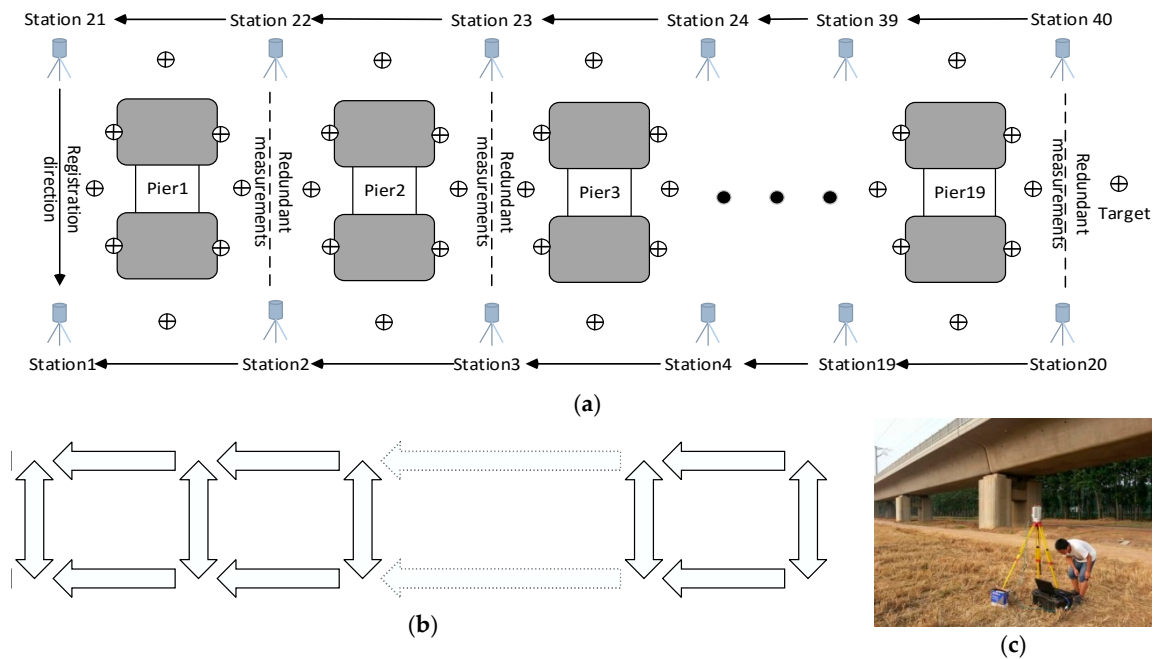 Station 21
Station 22
Station 23
Station 24
Station 39
Station 40
Registration
direction
Pier1
Redundant
measurements
Pier2
Redundant
measurements
Pier3
Pier19
Redundant
measurements
Target
Station1
Station2
Station3
Station4
Station19
Station20
(a)
(b)
(c)